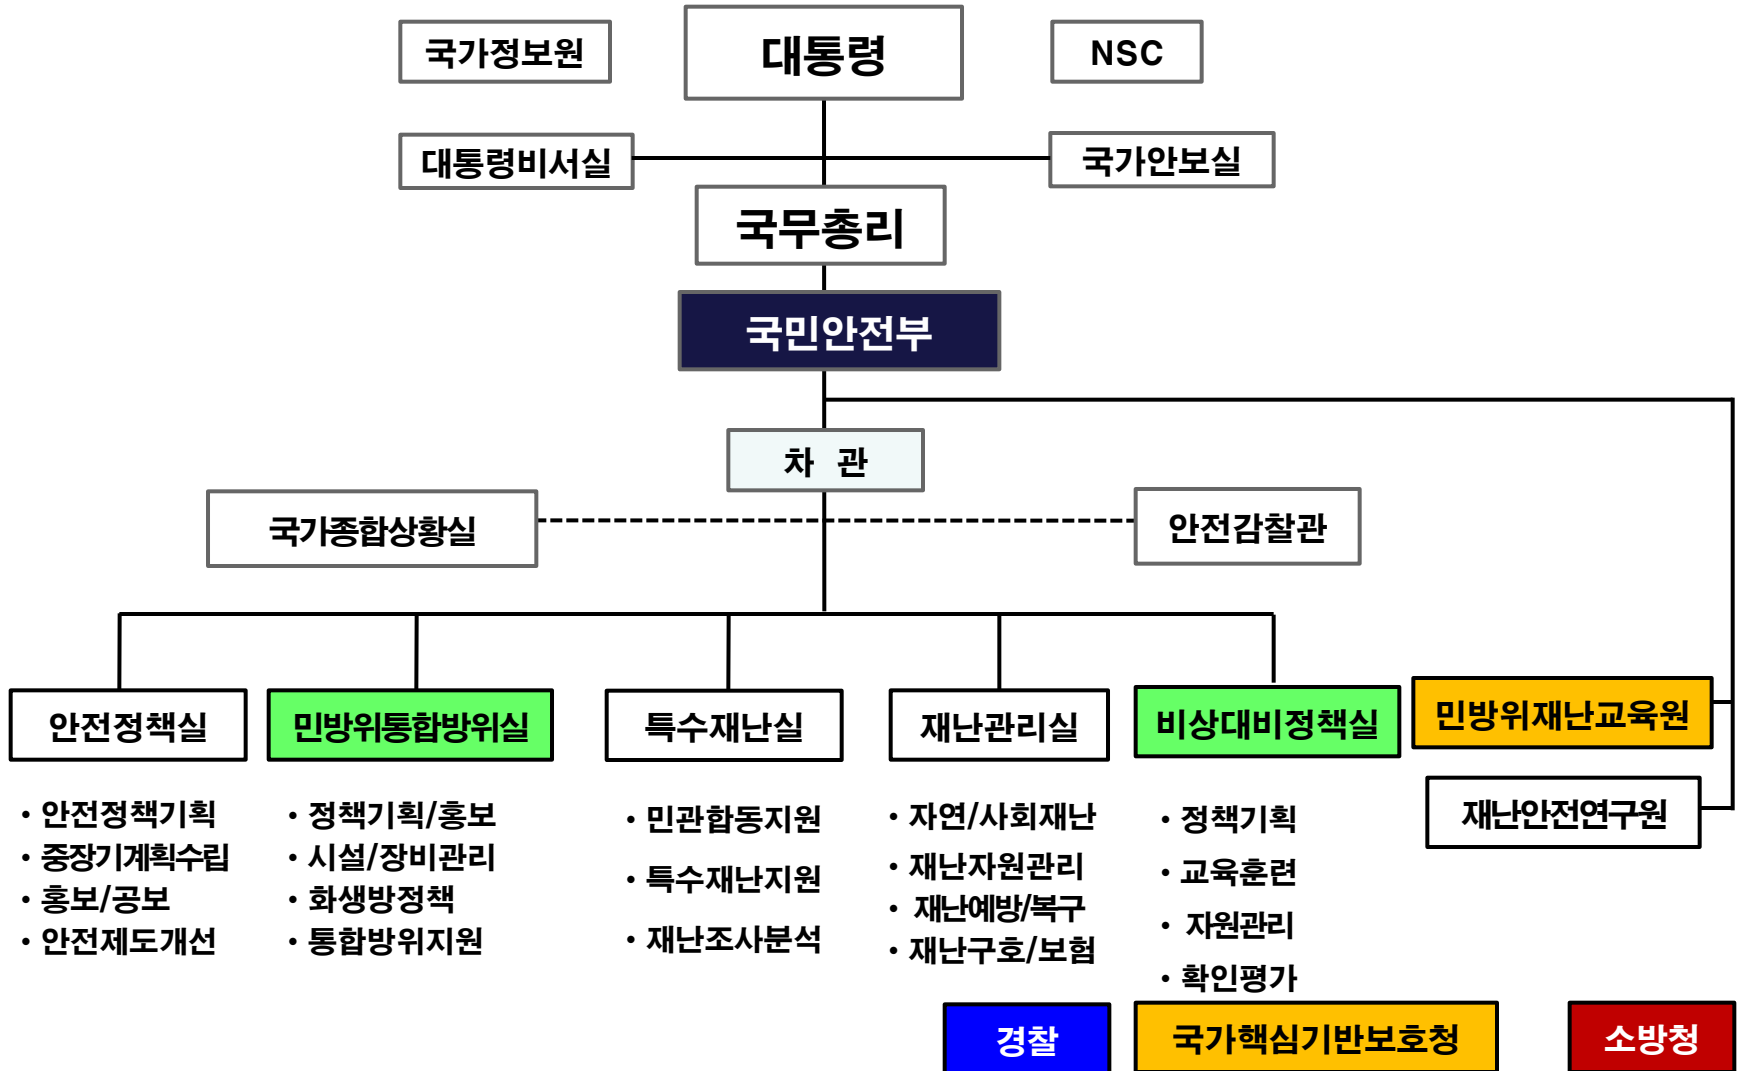 국가정보원
대통령
NSC
대통령비서실
국가안보실
국무총리
국민안전부
차 관
국가종합상황실
안전감찰관
안전정책실
민방위통합방위실
특수재난실
재난관리실
비상대비정책실
민방위재난교육원
재난안전연구원
· 안전정책기획
· 중장기계획수립
· 홍보/공보
· 안전제도개선
· 정책기획/홍보
· 시설/장비관리
· 화생방정책
· 통합방위지원
· 민관합동지원
· 특수재난지원
· 재난조사분석
· 자연/사회재난
· 재난자원관리
· 재난예방/복구
· 재난구호/보험
· 정책기획
· 교육훈련
· 자원관리
· 확인평가
경찰
국가핵심기반보호청
소방청